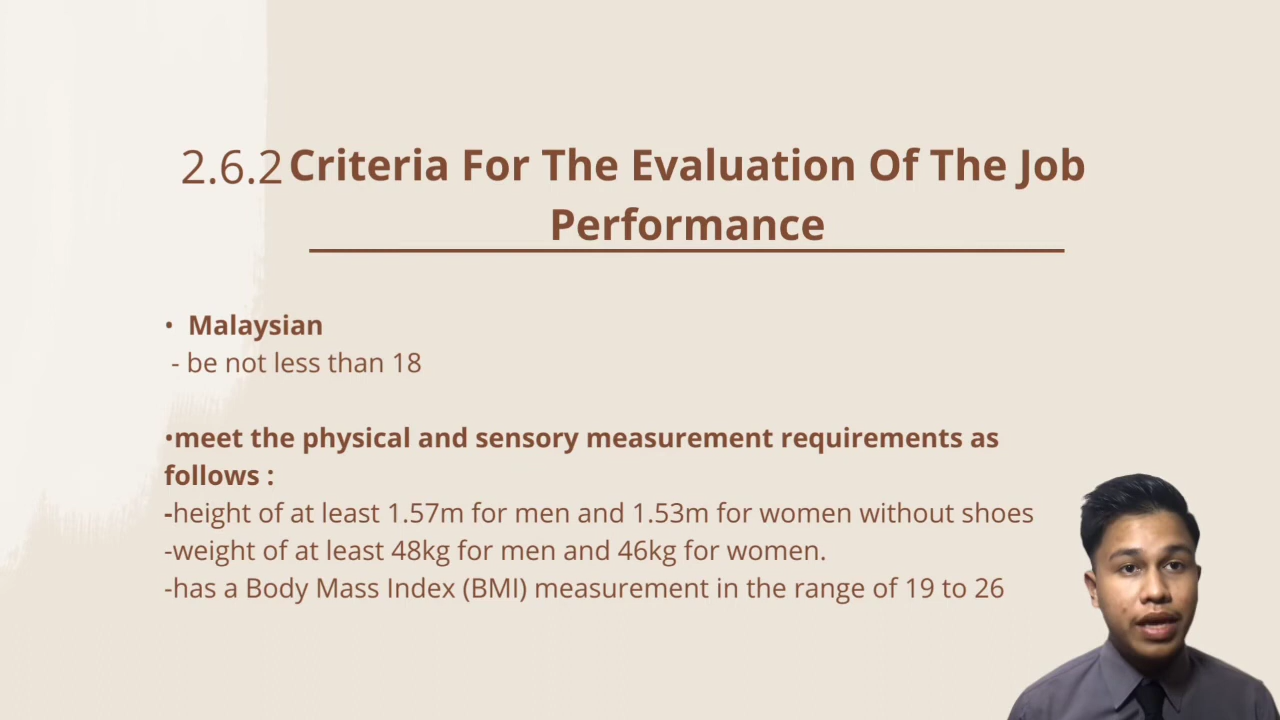 2.6.2 Criteria For The Evaluation Of The Job
Performance
• Malaysian
- be not less than 18
•meet the physical and sensory measurement requirements as
follows :
-height of at least 1.57m for men and 1.53m for women without shoes
-weight of at least 48kg for men and 46kg for women.
-has a Body Mass Index (BMI) measurement in the range of 19 to 26